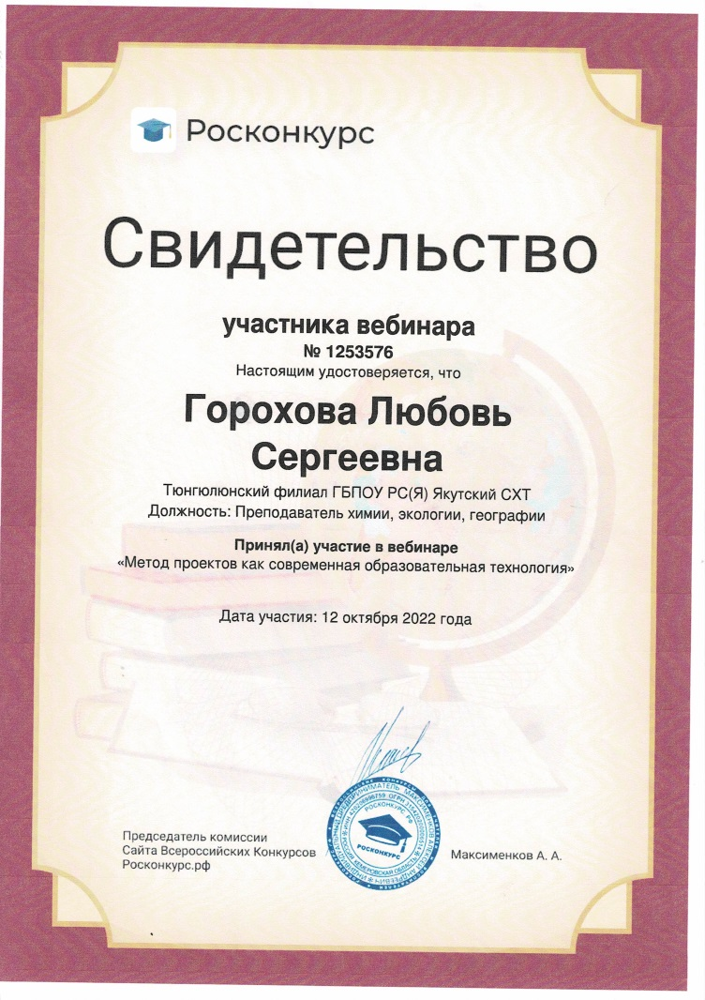 Росконкурс
Свидетельство
участника вебинара
№ 1253576
Настоящим удостоверяется, что
Горохова Любовь
Сергеевна
Тюнгюлюнский филиал ГБПОУ РС(Я) Якутский СХТ
Должность: Преподаватель химии, экологии, географии
Принял(а) участие в вебинаре
«Метод проектов как современная образовательная технология»
Дата участия: 12 октября 2022 года
Председатель комиссии
Сайта Всероссийских Конкурсов
Росконкурс.рф
РОСКОНКУРС.РФ
РОСКОНКУРС
Максименков А. А.